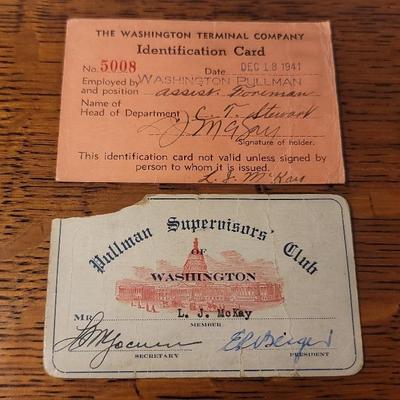 THE WASHINGTON TERMINAL COMPANY
Identification Card
No. 5008 Date DEC 18 1941
Employed by WASHINGTON PULLMAN
and position Assist. Foreman
Name of
Head of Department C. T. Stewart
L J McKay
Signature of holder.
This identification card not valid unless signed by
person to whom it is issued.
L. J. McKay
Pullman Supervisors' Club
OF
WASHINGTON
Mr L. J. McKay
MEMBER
SECRETARY PRESIDENT